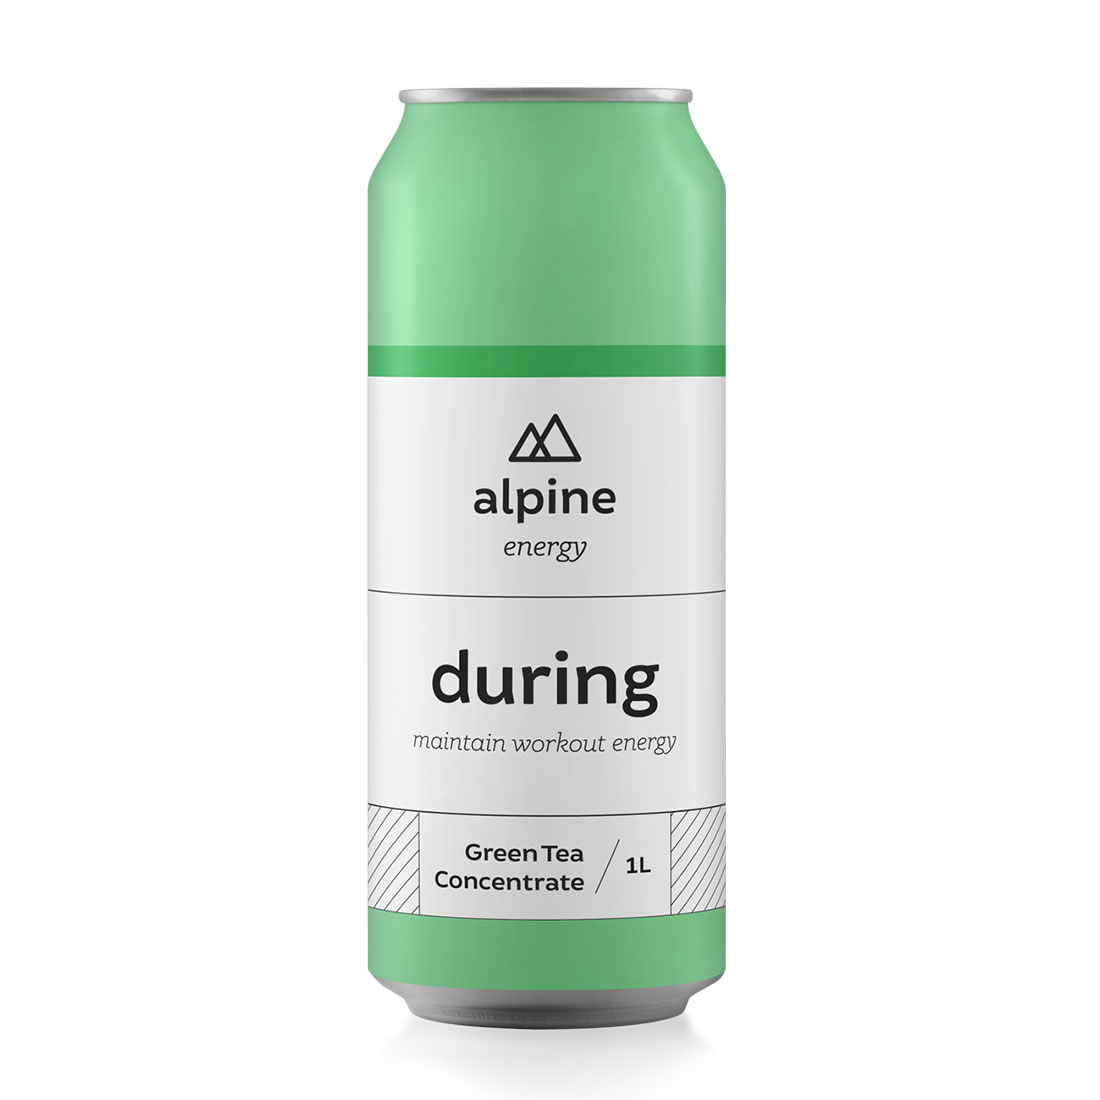 alpine
energy
during
maintain workout energy
Green Tea
Concentrate
1L